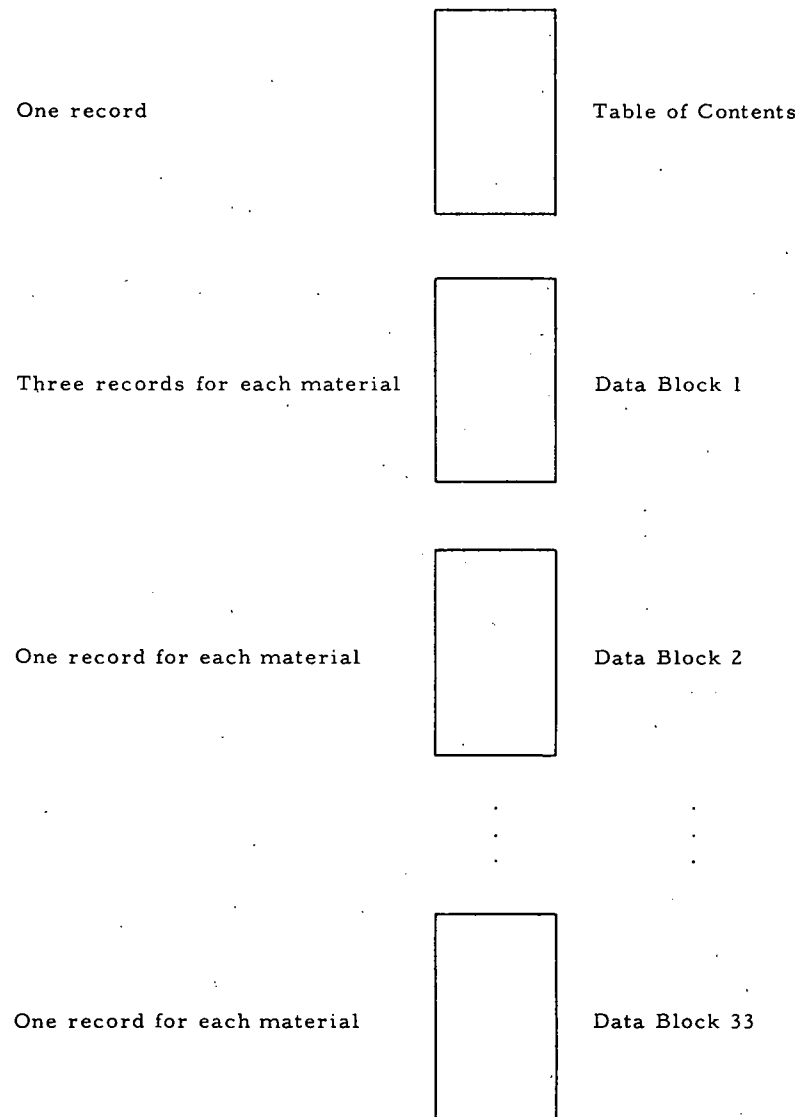 One record Table of Contents
Three records for each material Data Block 1
One record for each material Data Block 2
One record for each material Data Block 33